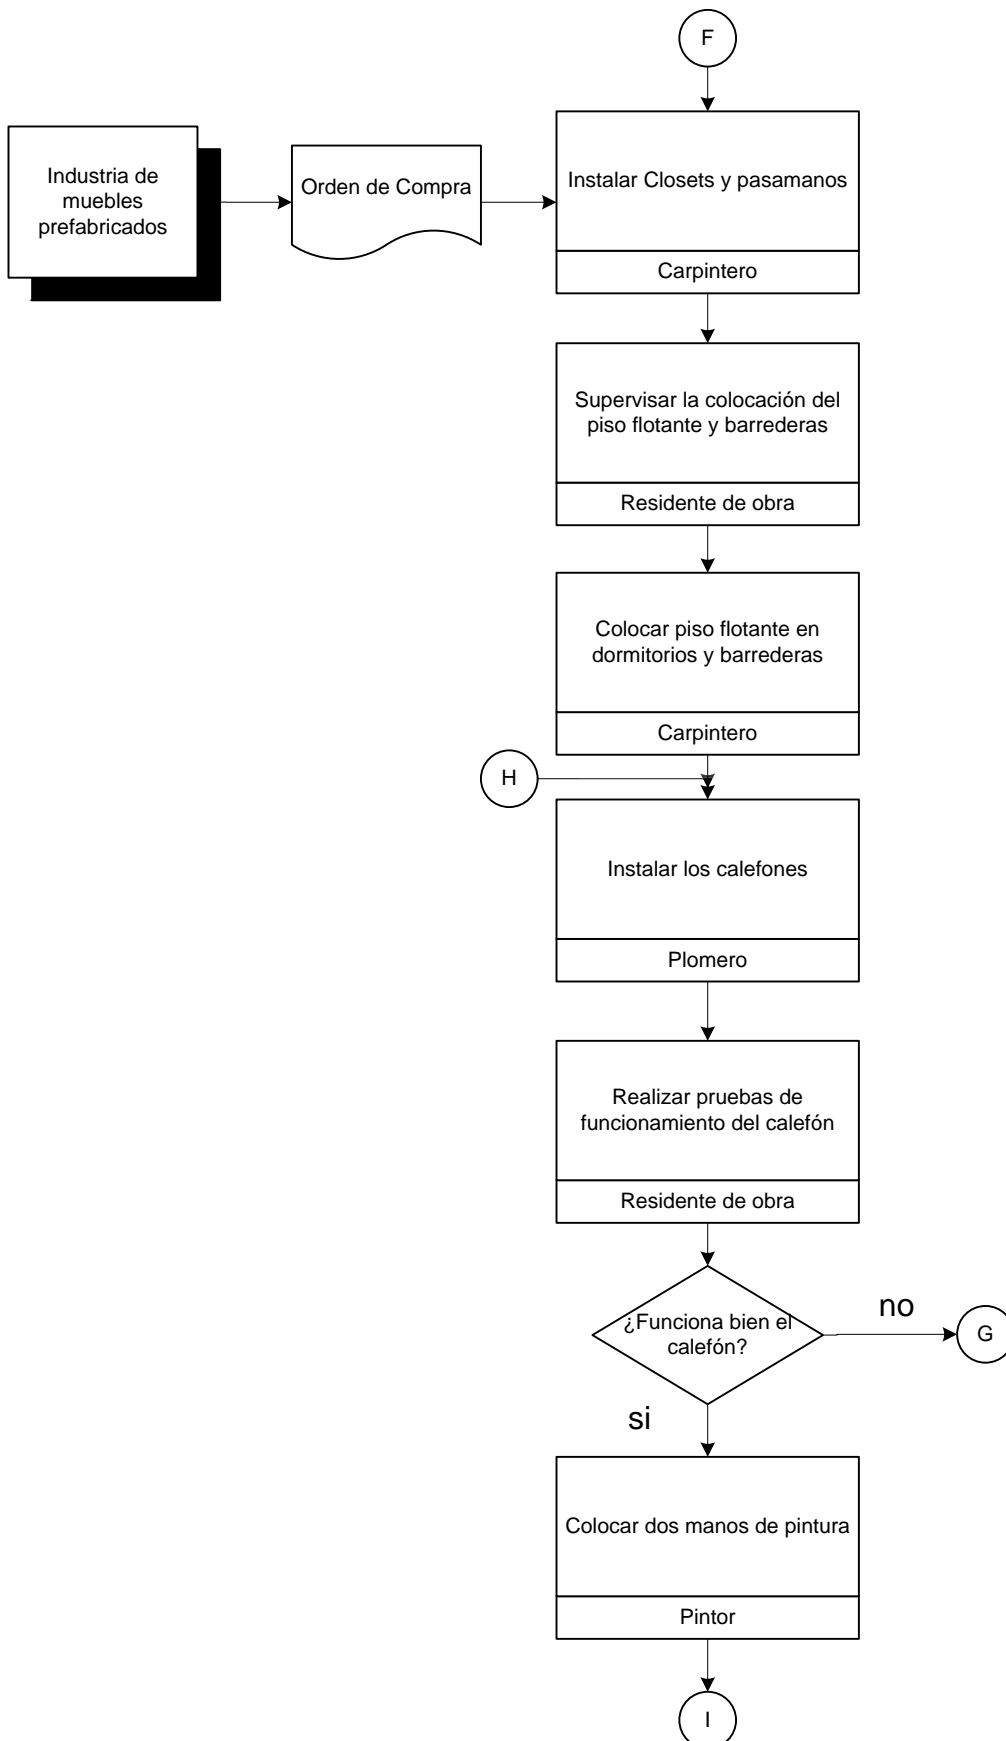 F
Industria de
muebles
prefabricados
Orden de Compra
Instalar Closets y pasamanos
Carpintero
Supervisar la colocación del
piso flotante y barrederas
Residente de obra
Colocar piso flotante en
dormitorios y barrederas
Carpintero
H
Instalar los calefones
Plomero
Realizar pruebas de
funcionamiento del calefón
Residente de obra
¿Funciona bien el
calefón?
no
G
si
Colocar dos manos de pintura
Pintor
I